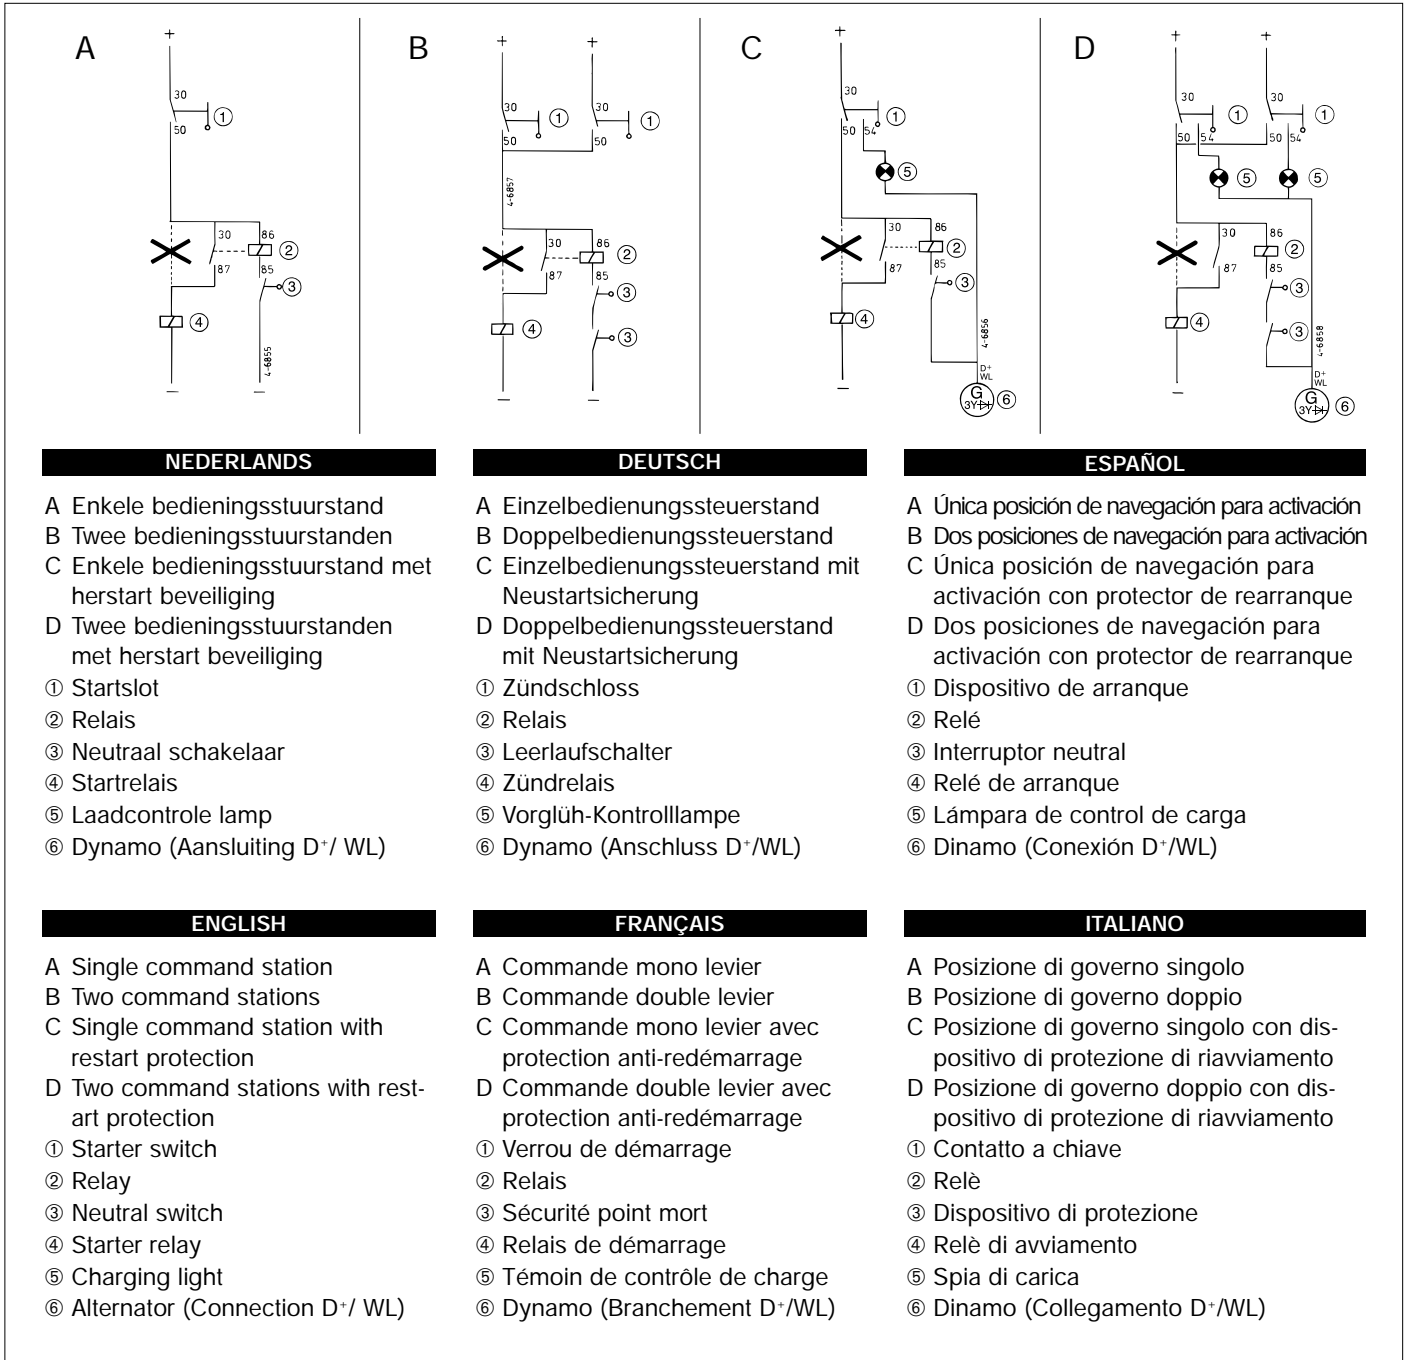 A
B
C
D
+
+ +
+
+ +
30
①
50
30
①
30
①
50
50
4-6857
30
①
50 54
⑤
30
①
30
①
50 54
50 54
⑤
⑤
30
86
②
87
85
③
④
4-6855
–
–
30
86
②
87
85
③
④
③
–
–
30
86
②
87
85
③
④
4-6856
–
D+
WL
G
3Y
⑥
30
86
②
87
85
③
④
③
4-6858
–
D+
WL
G
3Y
⑥
NEDERLANDS
A Enkele bedieningsstuurstand
B Twee bedieningsstuurstanden
C Enkele bedieningsstuurstand met
herstart beveiliging
D Twee bedieningsstuurstanden
met herstart beveiliging
① Startslot
② Relais
③ Neutraal schakelaar
④ Startrelais
⑤ Laadcontrole lamp
⑥ Dynamo (Aansluiting D+/ WL)
DEUTSCH
A Einzelbedienungssteuerstand
B Doppelbedienungssteuerstand
C Einzelbedienungssteuerstand mit
Neustartsicherung
D Doppelbedienungssteuerstand
mit Neustartsicherung
① Zündschloss
② Relais
③ Leerlaufschalter
④ Zündrelais
⑤ Vorglüh-Kontrolllampe
⑥ Dynamo (Anschluss D+/WL)
ESPAÑOL
A Única posición de navegación para activación
B Dos posiciones de navegación para activación
C Única posición de navegación para
activación con protector de rearranque
D Dos posiciones de navegación para
activación con protector de rearranque
① Dispositivo de arranque
② Relé
③ Interruptor neutral
④ Relé de arranque
⑤ Lámpara de control de carga
⑥ Dinamo (Conexión D+/WL)
ENGLISH
A Single command station
B Two command stations
C Single command station with
restart protection
D Two command stations with rest-
art protection
① Starter switch
② Relay
③ Neutral switch
④ Starter relay
⑤ Charging light
⑥ Alternator (Connection D+/ WL)
FRANÇAIS
A Commande mono levier
B Commande double levier
C Commande mono levier avec
protection anti-redémarrage
D Commande double levier avec
protection anti-redémarrage
① Verrou de démarrage
② Relais
③ Sécurité point mort
④ Relais de démarrage
⑤ Témoin de contrôle de charge
⑥ Dynamo (Branchement D+/WL)
ITALIANO
A Posizione di governo singolo
B Posizione di governo doppio
C Posizione di governo singolo con dis-
positivo di protezione di riavviamento
D Posizione di governo doppio con dis-
positivo di protezione di riavviamento
① Contatto a chiave
② Relè
③ Dispositivo di protezione
④ Relè di avviamento
⑤ Spia di carica
⑥ Dinamo (Collegamento D+/WL)